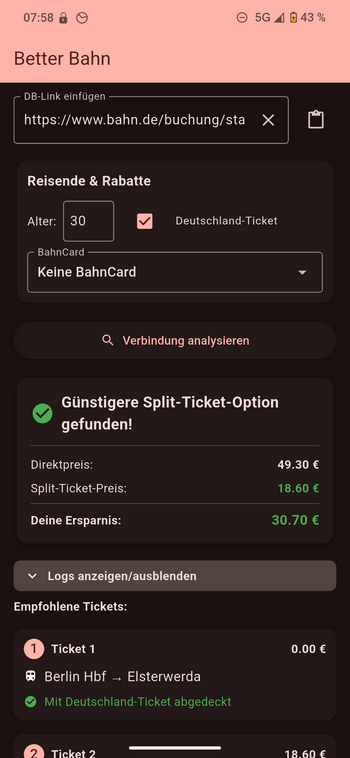 07:58 5G 43 %
Better Bahn
DB-Link einfügen
https://www.bahn.de/buchung/sta
Reisende & Rabatte
Alter: 30 Deutschland-Ticket
BahnCard
Keine BahnCard
Verbindung analysieren
Günstigere Split-Ticket-Option
gefunden!
Direktpreis: 49.30 €
Split-Ticket-Preis: 18.60 €
Deine Ersparnis: 30.70 €
Logs anzeigen/ausblenden
Empfohlene Tickets:
1 Ticket 1 0.00 €
Berlin Hbf → Elsterwerda
Mit Deutschland-Ticket abgedeckt
2 Ticket 2 18.60 €